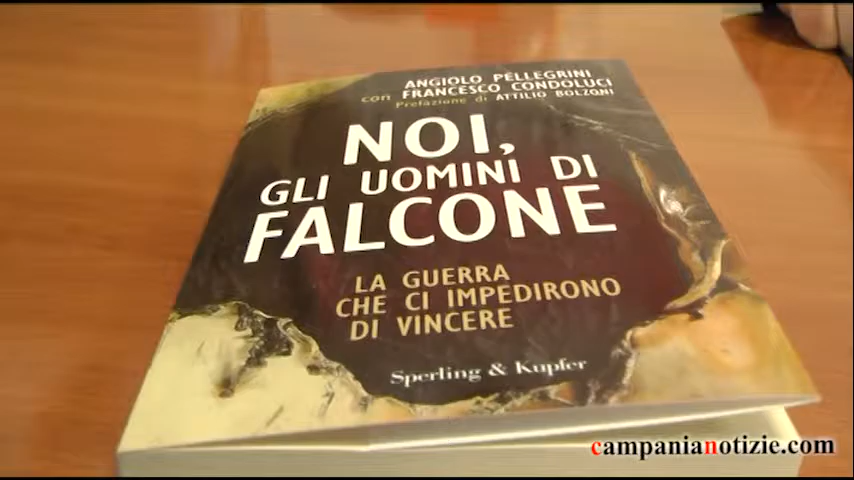 ANGIOLO PELLEGRINI
con FRANCESCO CONDOLUCI
Prefazione di ATTILIO BOLZONI
NOI,
GLI UOMINI DI
FALCONE
LA GUERRA
CHE CI IMPEDIRONO
DI VINCERE
Sperling & Kupfer
campanianotizie.com